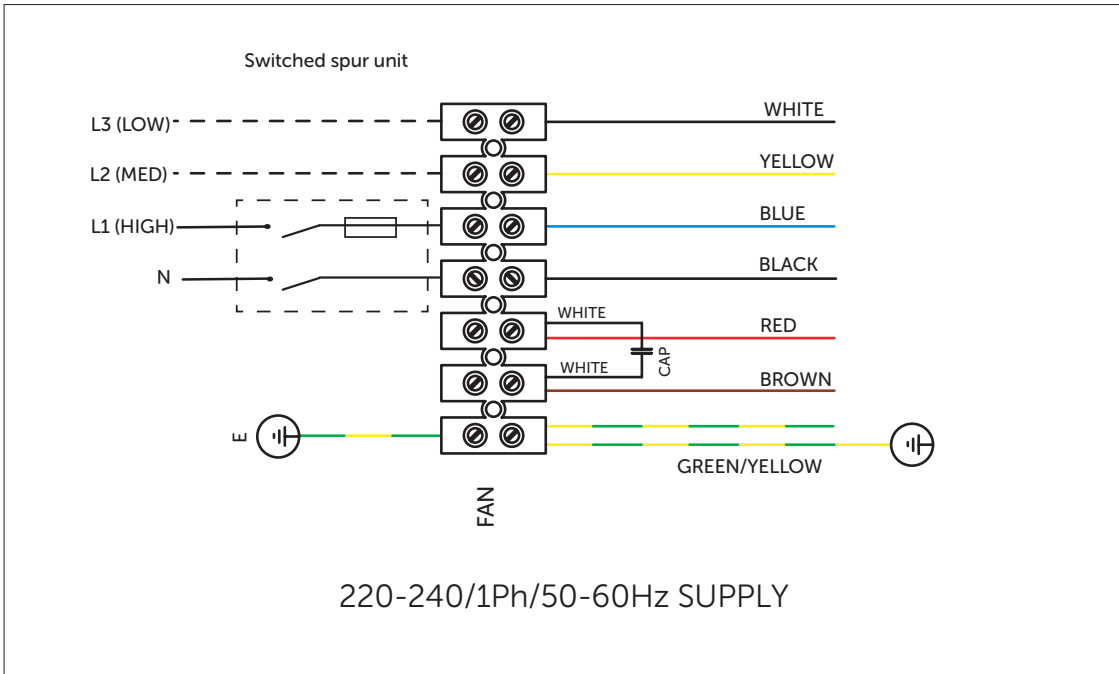 Switched spur unit
L3 (LOW)
WHITE
L2 (MED)
YELLOW
L1 (HIGH)
BLUE
N
BLACK
WHITE
RED
CAP
WHITE
BROWN
E
GREEN/YELLOW
FAN
220-240/1Ph/50-60Hz SUPPLY